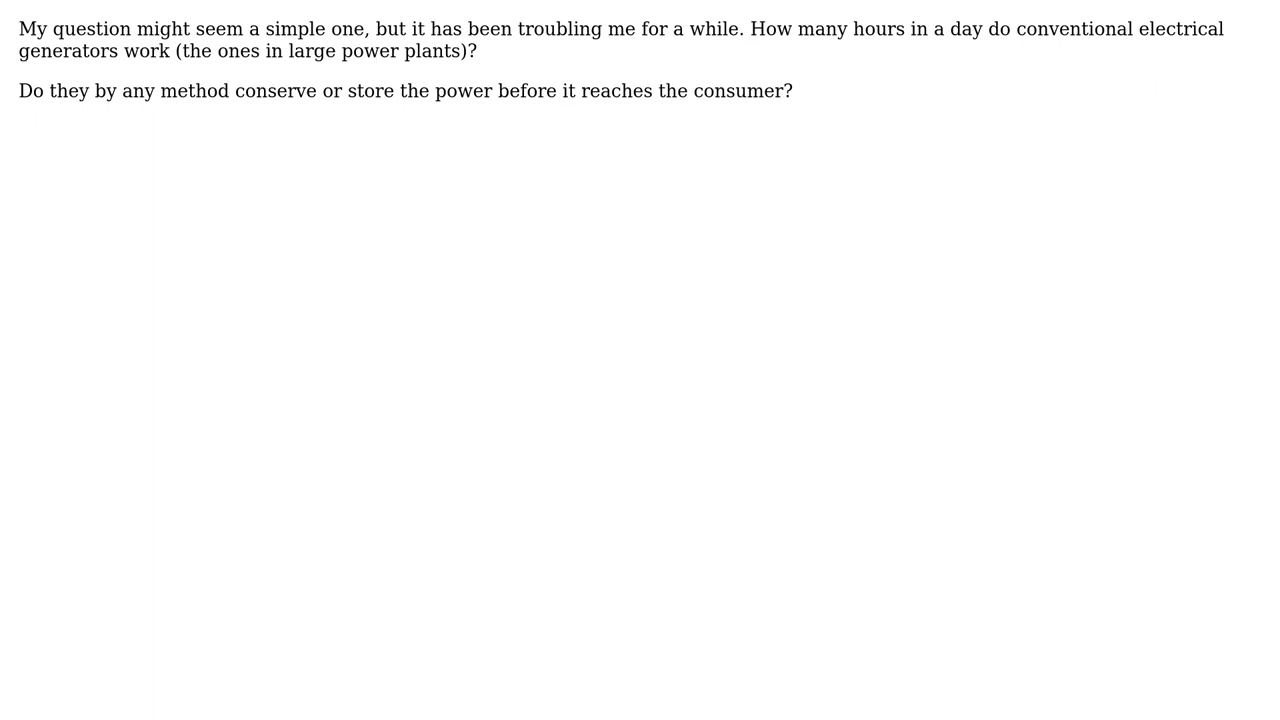 My question might seem a simple one, but it has been troubling me for a while. How many hours in a day do conventional electrical
generators work (the ones in large power plants)?
Do they by any method conserve or store the power before it reaches the consumer?